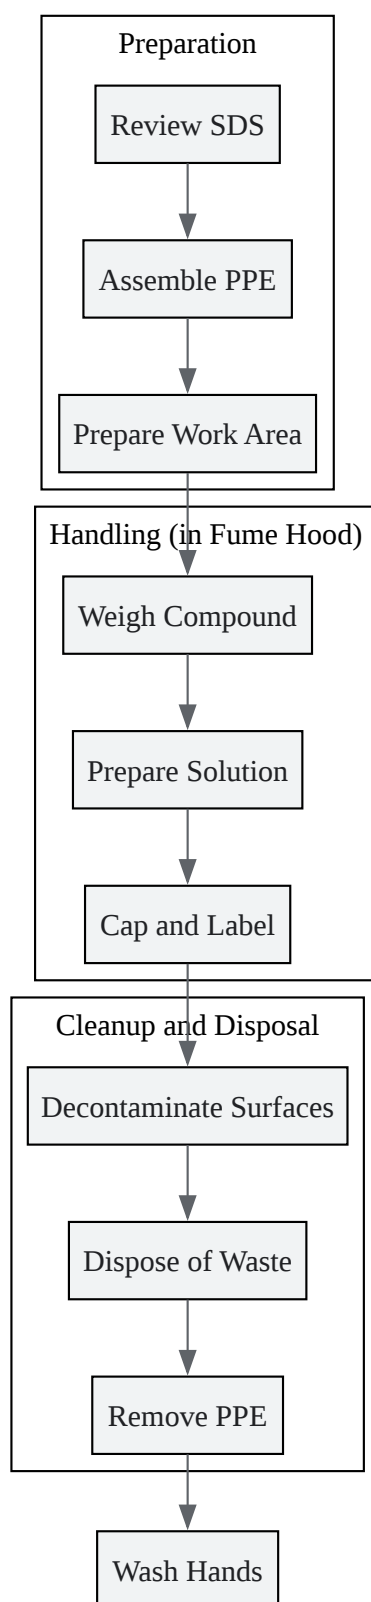 Preparation
Review SDS
Assemble PPE
Prepare Work Area
Handling (in Fume Hood)
Weigh Compound
Prepare Solution
Cap and Label
Cleanup and Disposal
Decontaminate Surfaces
Dispose of Waste
Remove PPE
Wash Hands